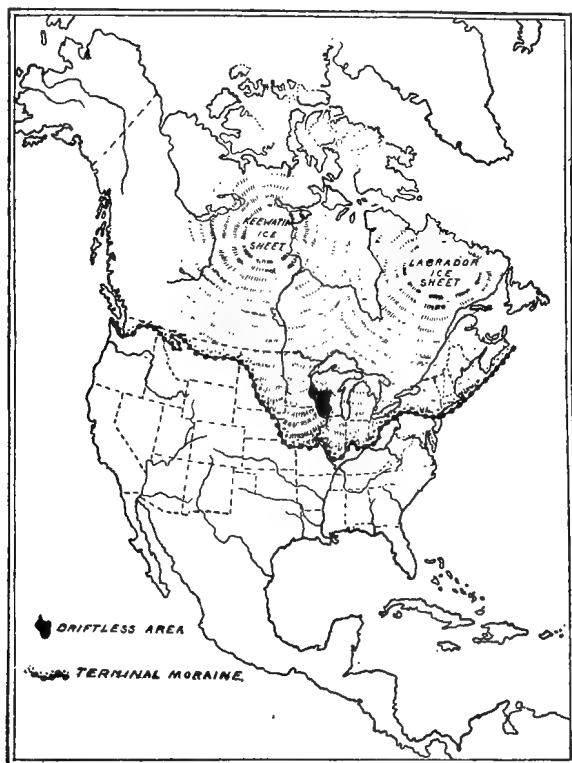 KEEWATIN
ICE
SHEET
LABRADOR
ICE
SHEET
DRIFTLESS AREA
TERMINAL MORAINE